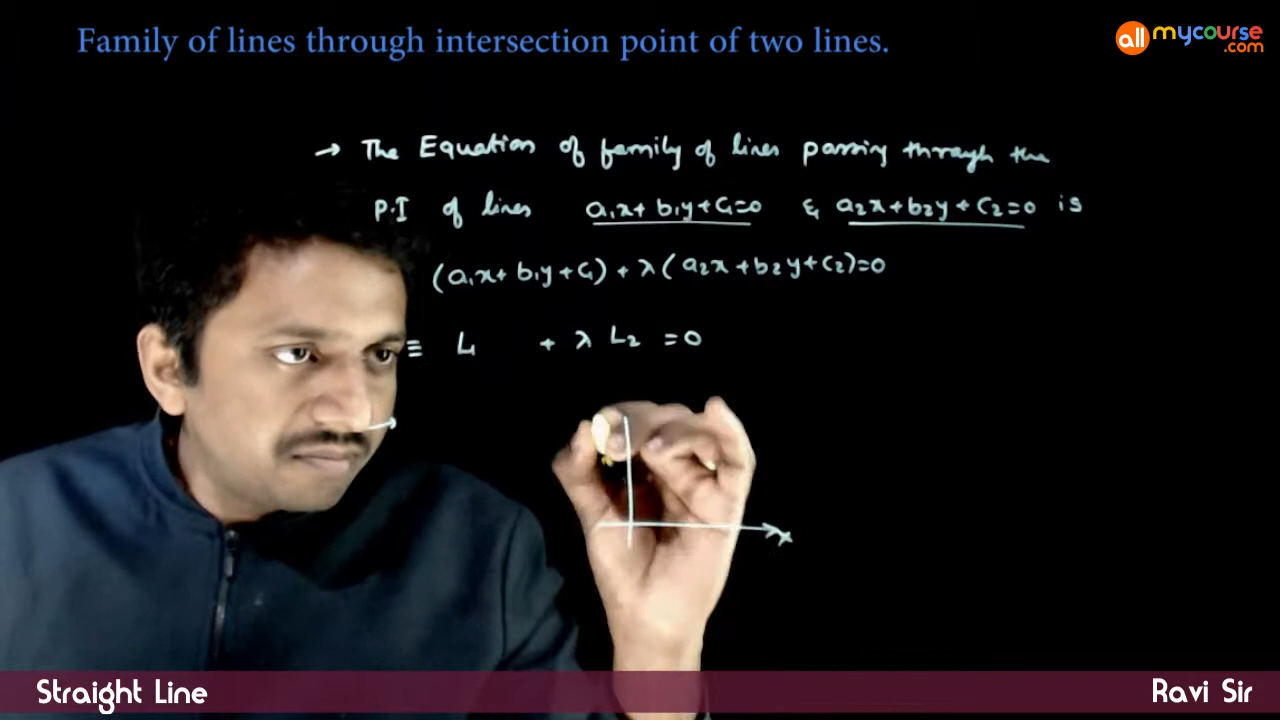 Family of lines through intersection point of two lines.
all mycourse .com
→ The Equation of family of lines passing through the
P.I of lines a₁x+ b₁y+C₁=0 & a₂x+b₂y+C₂=0 is
(a₁x+ b₁y+C₁) + λ( a₂x+b₂y+C₂)=0
≡ L₁ + λ L₂ =0
x
Straight Line
Ravi Sir